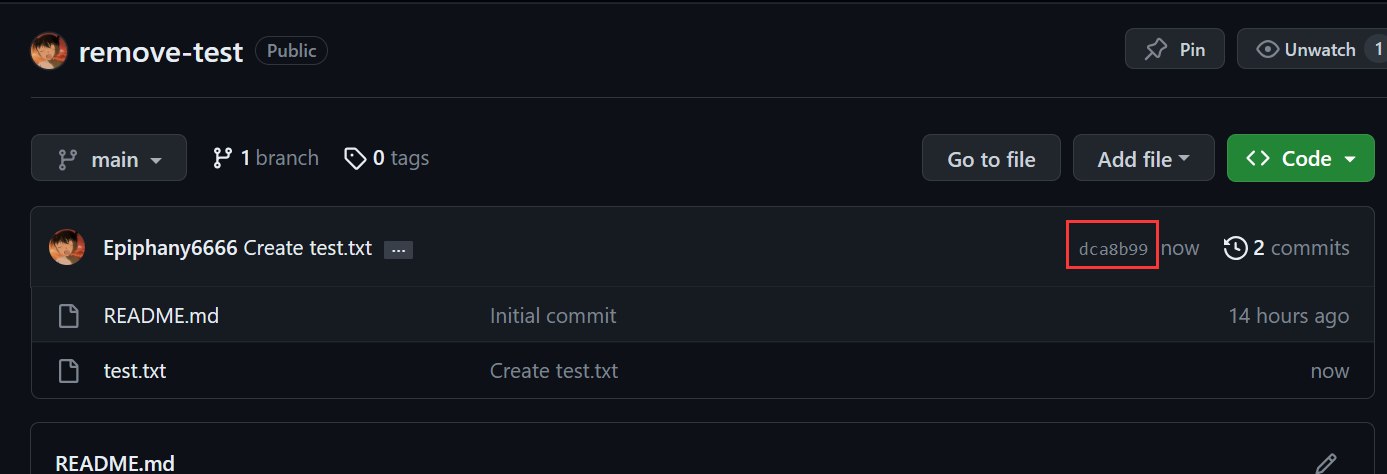 remove-test Public Pin Unwatch 1
main 1 branch 0 tags Go to file Add file Code
Epiphany6666 Create test.txt ... dca8b99 now 2 commits
README.md Initial commit 14 hours ago
test.txt Create test.txt now
README.md